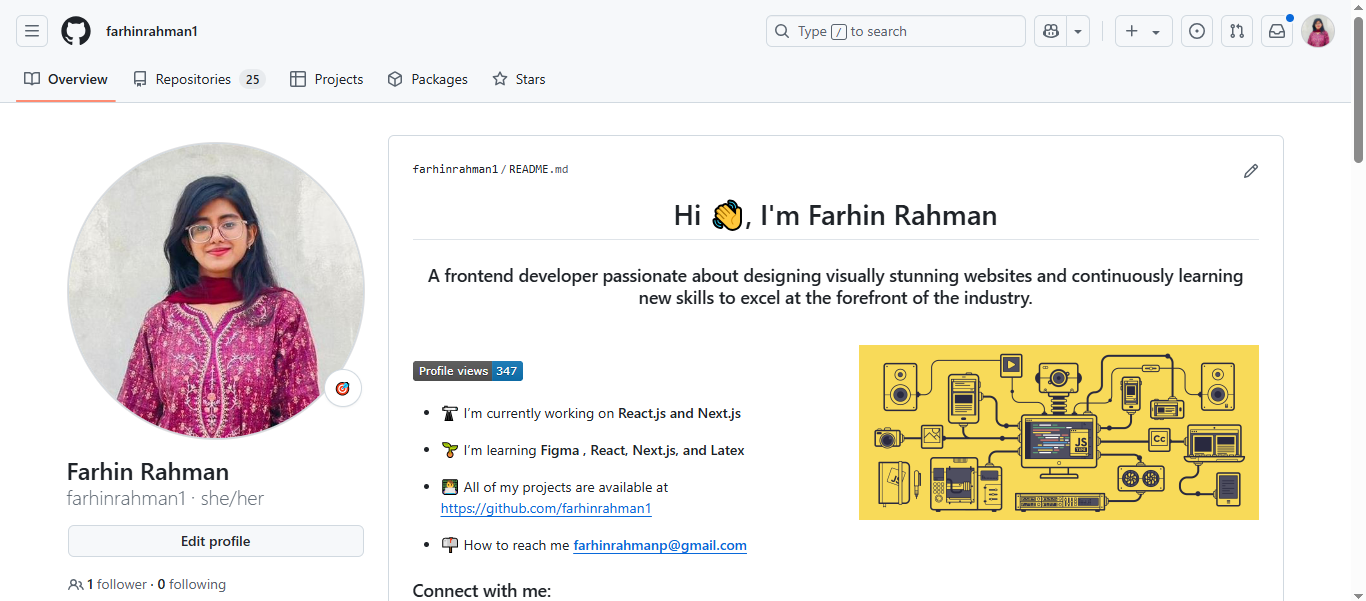 farhinrahman1
Type / to search
Overview Repositories 25 Projects Packages Stars
farhinrahman1/README.md
Hi 👋, I'm Farhin Rahman
A frontend developer passionate about designing visually stunning websites and continuously learning
new skills to excel at the forefront of the industry.
Profile views 347
I’m currently working on React.js and Next.js
I’m learning Figma , React, Next.js, and Latex
All of my projects are available at
https://github.com/farhinrahman1
How to reach me farhinrahmanp@gmail.com
Connect with me:
JS
Cc
JS
Farhin Rahman
farhinrahman1 · she/her
Edit profile
1 follower · 0 following